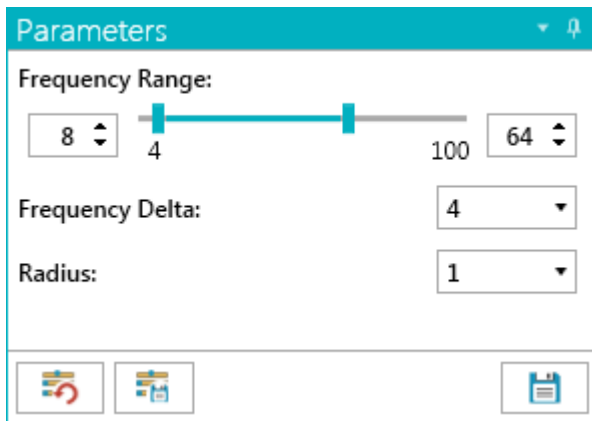 Parameters
Frequency Range:
8 64
4 100
Frequency Delta: 4
Radius: 1